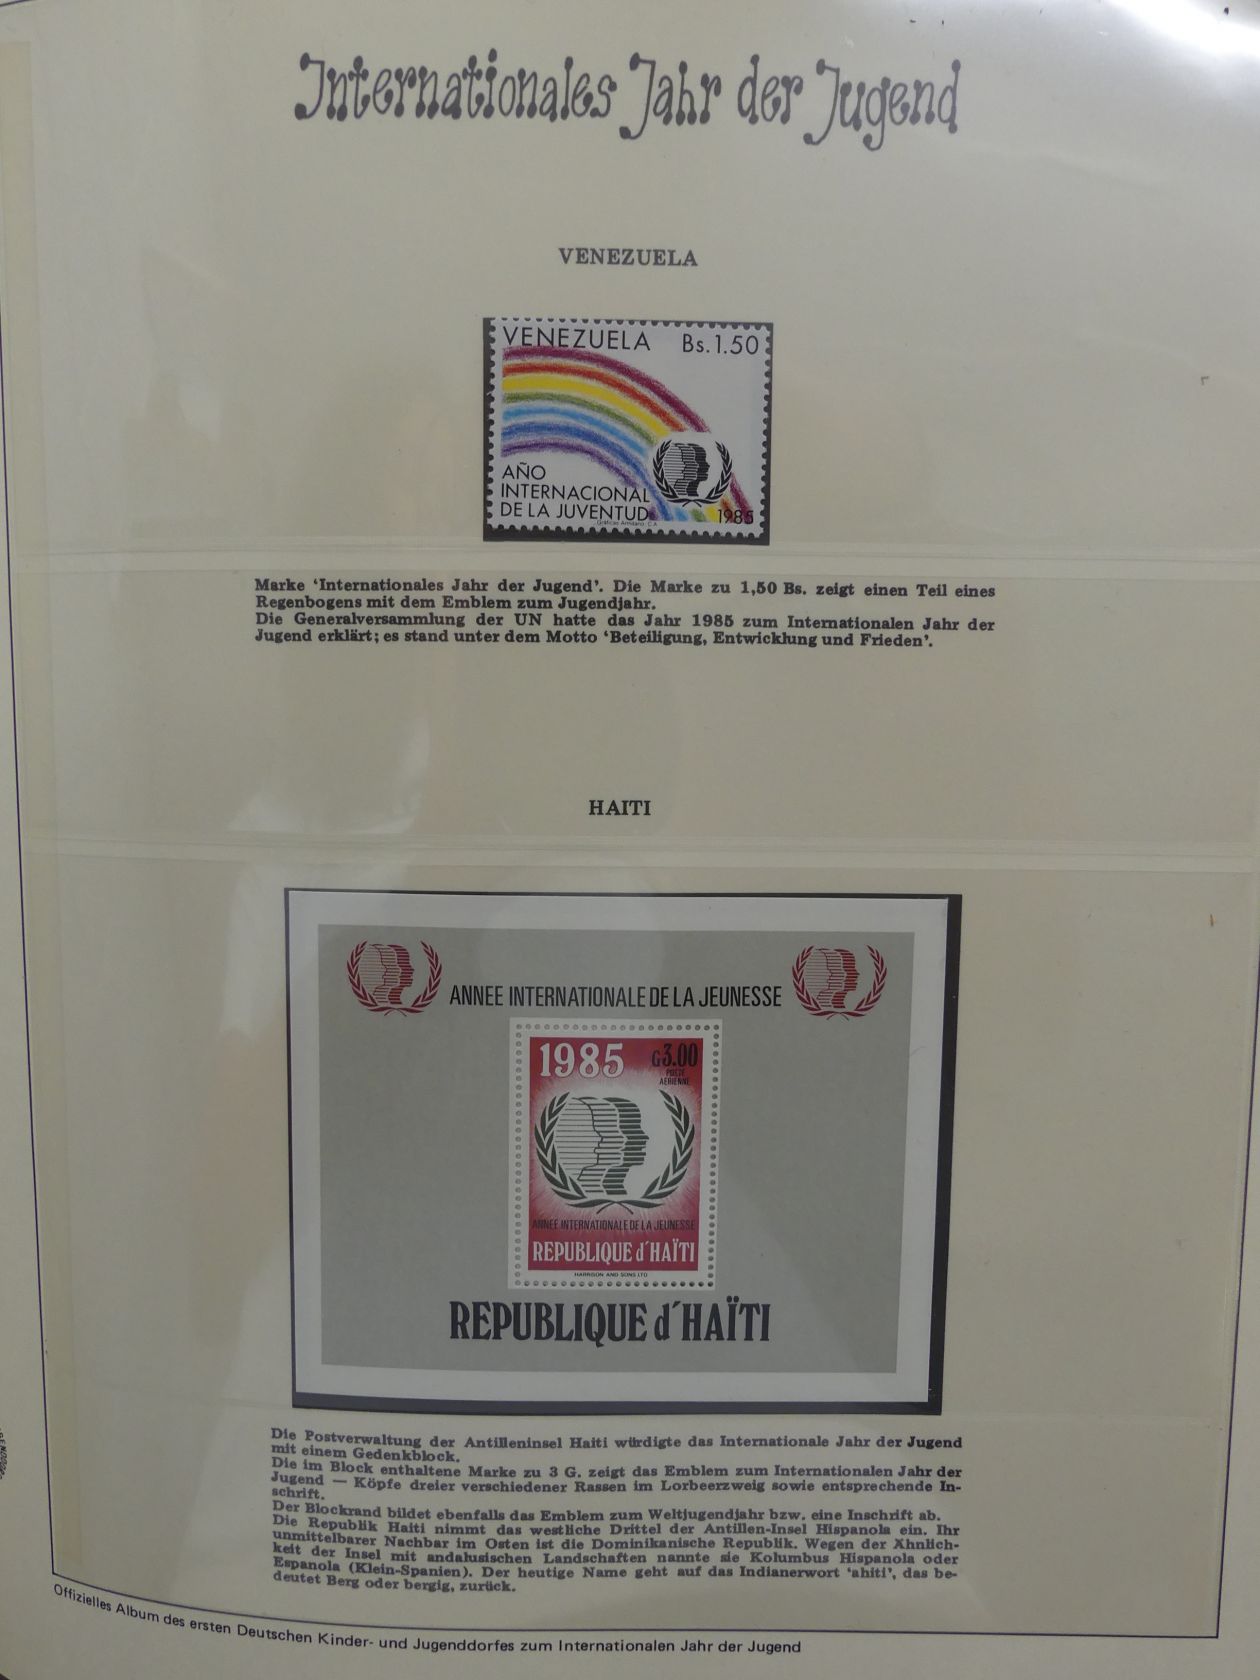 Internationales Jahr der Jugend
VENEZUELA
VENEZUELA Bs.1.50
AÑO
INTERNACIONAL
DE LA JUVENTUD
Gráficas Armitano, C.A.
1985
Marke ‘Internationales Jahr der Jugend’. Die Marke zu 1,50 Bs. zeigt einen Teil eines
Regenbogens mit dem Emblem zum Jugendjahr.
Die Generalversammlung der UN hatte das Jahr 1985 zum Internationalen Jahr der
Jugend erklärt; es stand unter dem Motto ‘Beteiligung, Entwicklung und Frieden’.
HAITI
ANNEE INTERNATIONALE DE LA JEUNESSE
1985 G3.00
POSTE
AERIENNE
ANNEE INTERNATIONALE DE LA JEUNESSE
REPUBLIQUE d'HAÏTI
HARRISON AND SONS LTD
REPUBLIQUE d'HAÏTI
Die Postverwaltung der Antilleninsel Haiti würdigte das Internationale Jahr der Jugend
mit einem Gedenkblock.
Die im Block enthaltene Marke zu 3 G. zeigt das Emblem zum Internationalen Jahr der
Jugend — Köpfe dreier verschiedener Rassen im Lorbeerzweig sowie entsprechende In-
schrift.
Der Blockrand bildet ebenfalls das Emblem zum Weltjugendjahr bzw. eine Inschrift ab.
Die Republik Haiti nimmt das westliche Drittel der Antillen-Insel Hispanola ein. Ihr
unmittelbarer Nachbar im Osten ist die Dominikanische Republik. Wegen der Ähnlich-
keit der Insel mit andalusischen Landschaften nannte sie Kolumbus Hispanola oder
Espanola (Klein-Spanien). Der heutige Name geht auf das Indianerwort ‘ahiti’, das be-
deutet Berg oder bergig, zurück.
Offizielles Album des ersten Deutschen Kinder- und Jugenddorfes zum Internationalen Jahr der Jugend